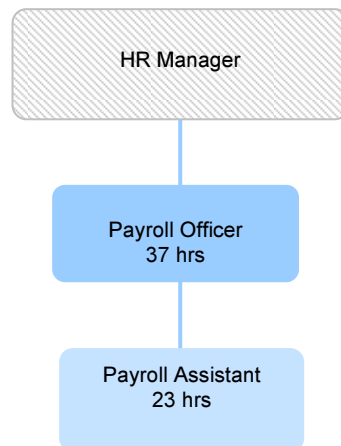 HR Manager
Payroll Officer
37 hrs
Payroll Assistant
23 hrs